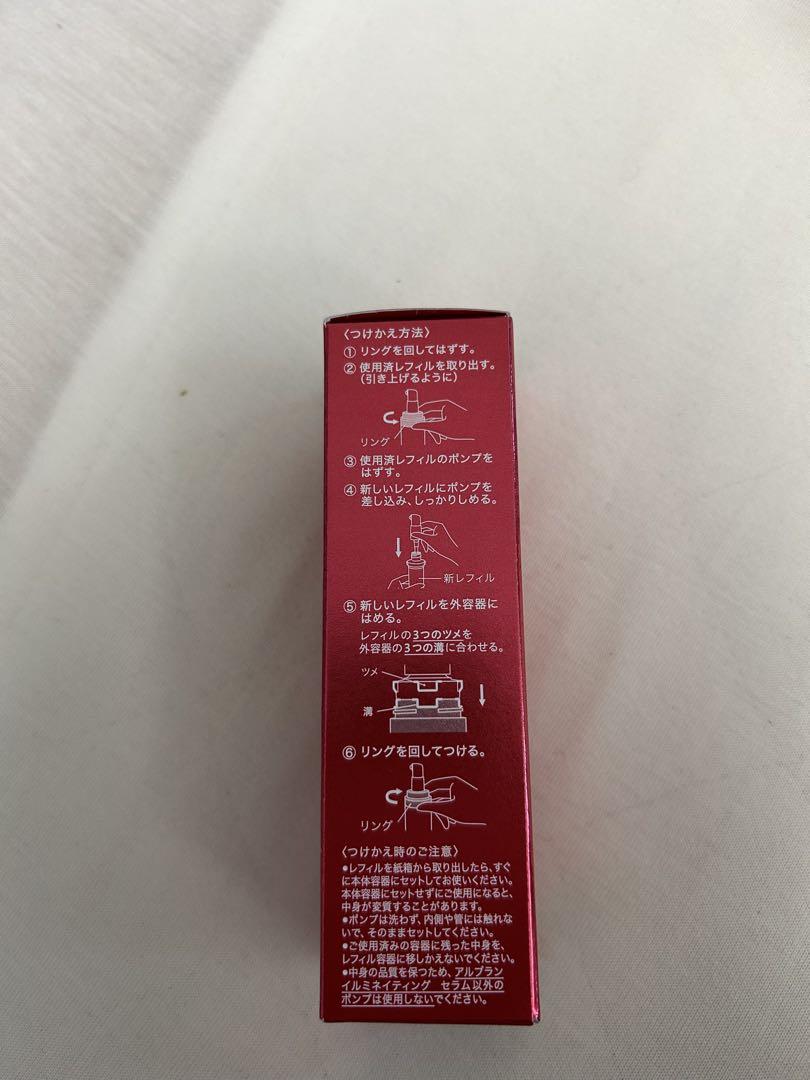 〈つけかえ方法〉
① リングを回してはずす。
② 使用済レフィルを取り出す。
(引き上げるように)
リング
③ 使用済レフィルのポンプを
はずす。
④ 新しいレフィルにポンプを
差し込み、しっかりしめる。
新レフィル
⑤ 新しいレフィルを外容器に
はめる。
レフィルの3つのツメを
外容器の3つの溝に合わせる。
ツメ
溝
⑥ リングを回してつける。
リング
〈つけかえ時のご注意〉
●レフィルを紙箱から取り出したら、すぐ
に本体容器にセットしてお使いください。
本体容器にセットせずにご使用になると、
中身が変質することがあります。
●ポンプは洗わず、内側や管には触れな
いで、そのままセットしてください。
●ご使用済みの容器に残った中身を、
レフィル容器に移しかえないでください。
●中身の品質を保つため、アルブラン
イルミネイティング セラム以外の
ポンプは使用しないでください。